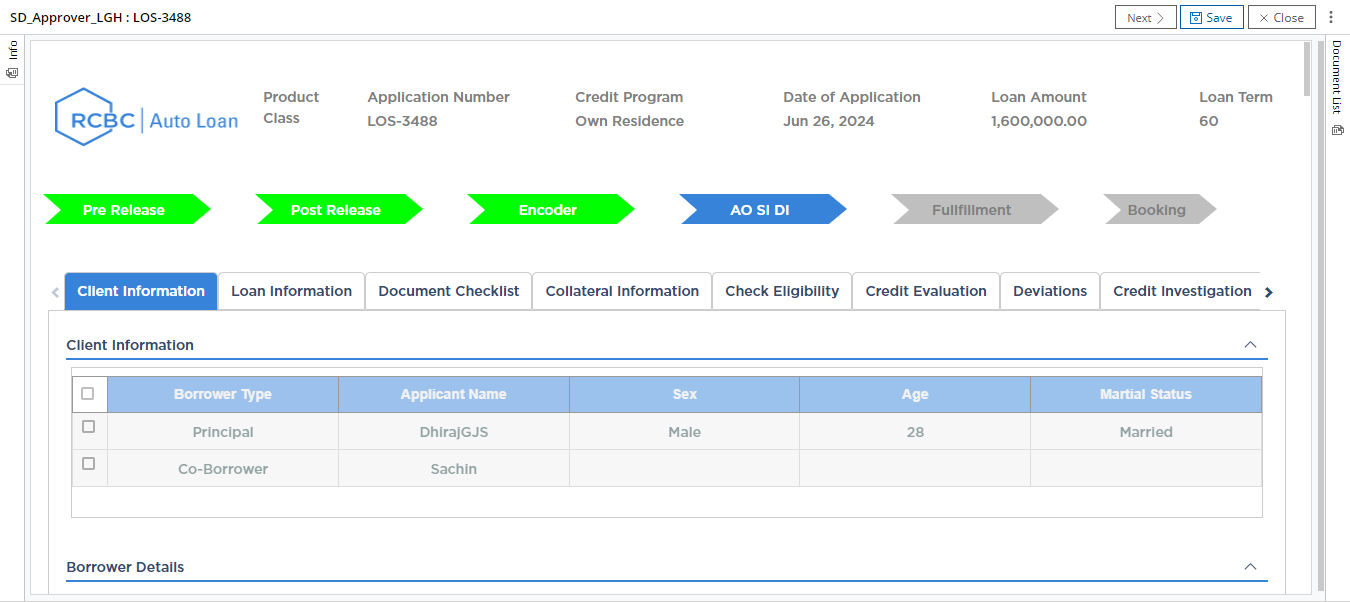 SD_Approver_LGH : LOS-3488
Next
Save
Close
Info
Document List
RCBC | Auto Loan
Product Class
Application Number
LOS-3488
Credit Program
Own Residence
Date of Application
Jun 26, 2024
Loan Amount
1,600,000.00
Loan Term
60
Pre Release
Post Release
Encoder
AO SI DI
Fullfillment
Booking
Client Information
Loan Information
Document Checklist
Collateral Information
Check Eligibility
Credit Evaluation
Deviations
Credit Investigation
Client Information
Borrower Type Applicant Name Sex Age Martial Status
Principal DhirajGJS Male 28 Married
Co-Borrower Sachin
Borrower Details